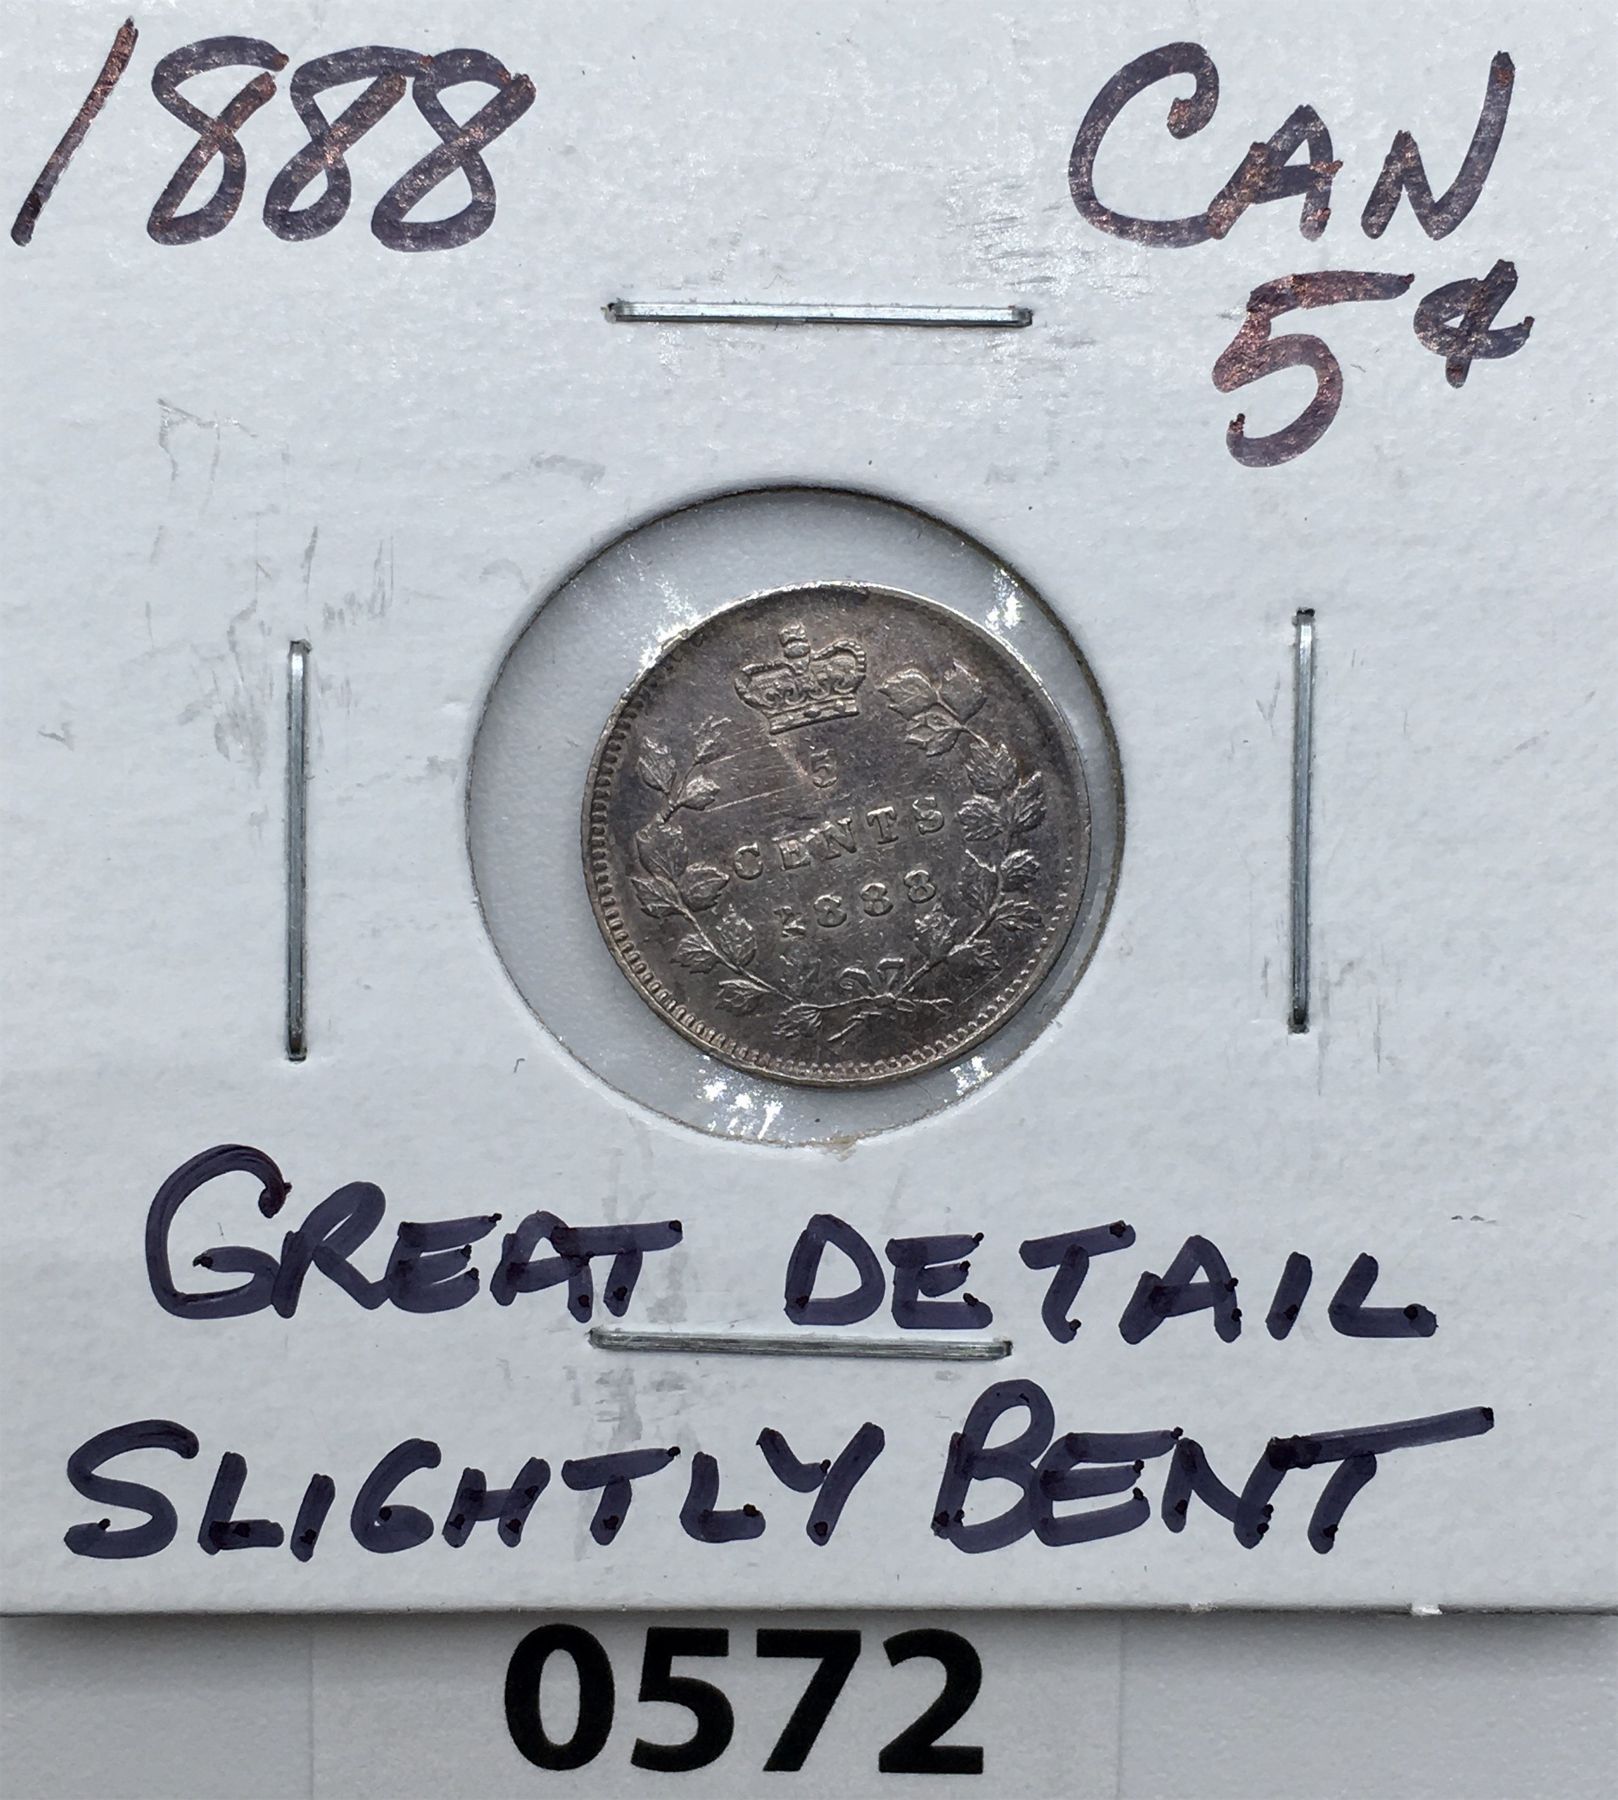 1888 CAN
5¢
5
CENTS
1888
GREAT DETAIL
SLIGHTLY BENT
0572